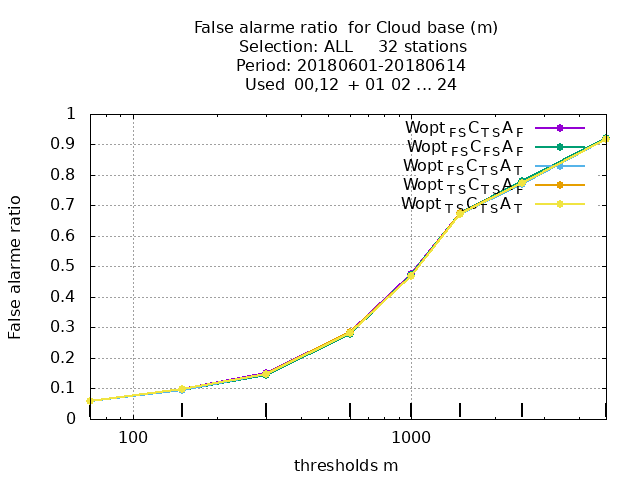 False alarme ratio  for Cloud base (m)
Selection: ALL     32 stations
Period: 20180601-20180614
Used  00,12  + 01 02 ... 24
False alarme ratio
1
0.9
0.8
0.7
0.6
0.5
0.4
0.3
0.2
0.1
0
Wopt FS C TS A F
Wopt FS C FS A F
Wopt FS C TS A T
Wopt TS C TS A F
Wopt TS C TS A T
100 1000
thresholds m